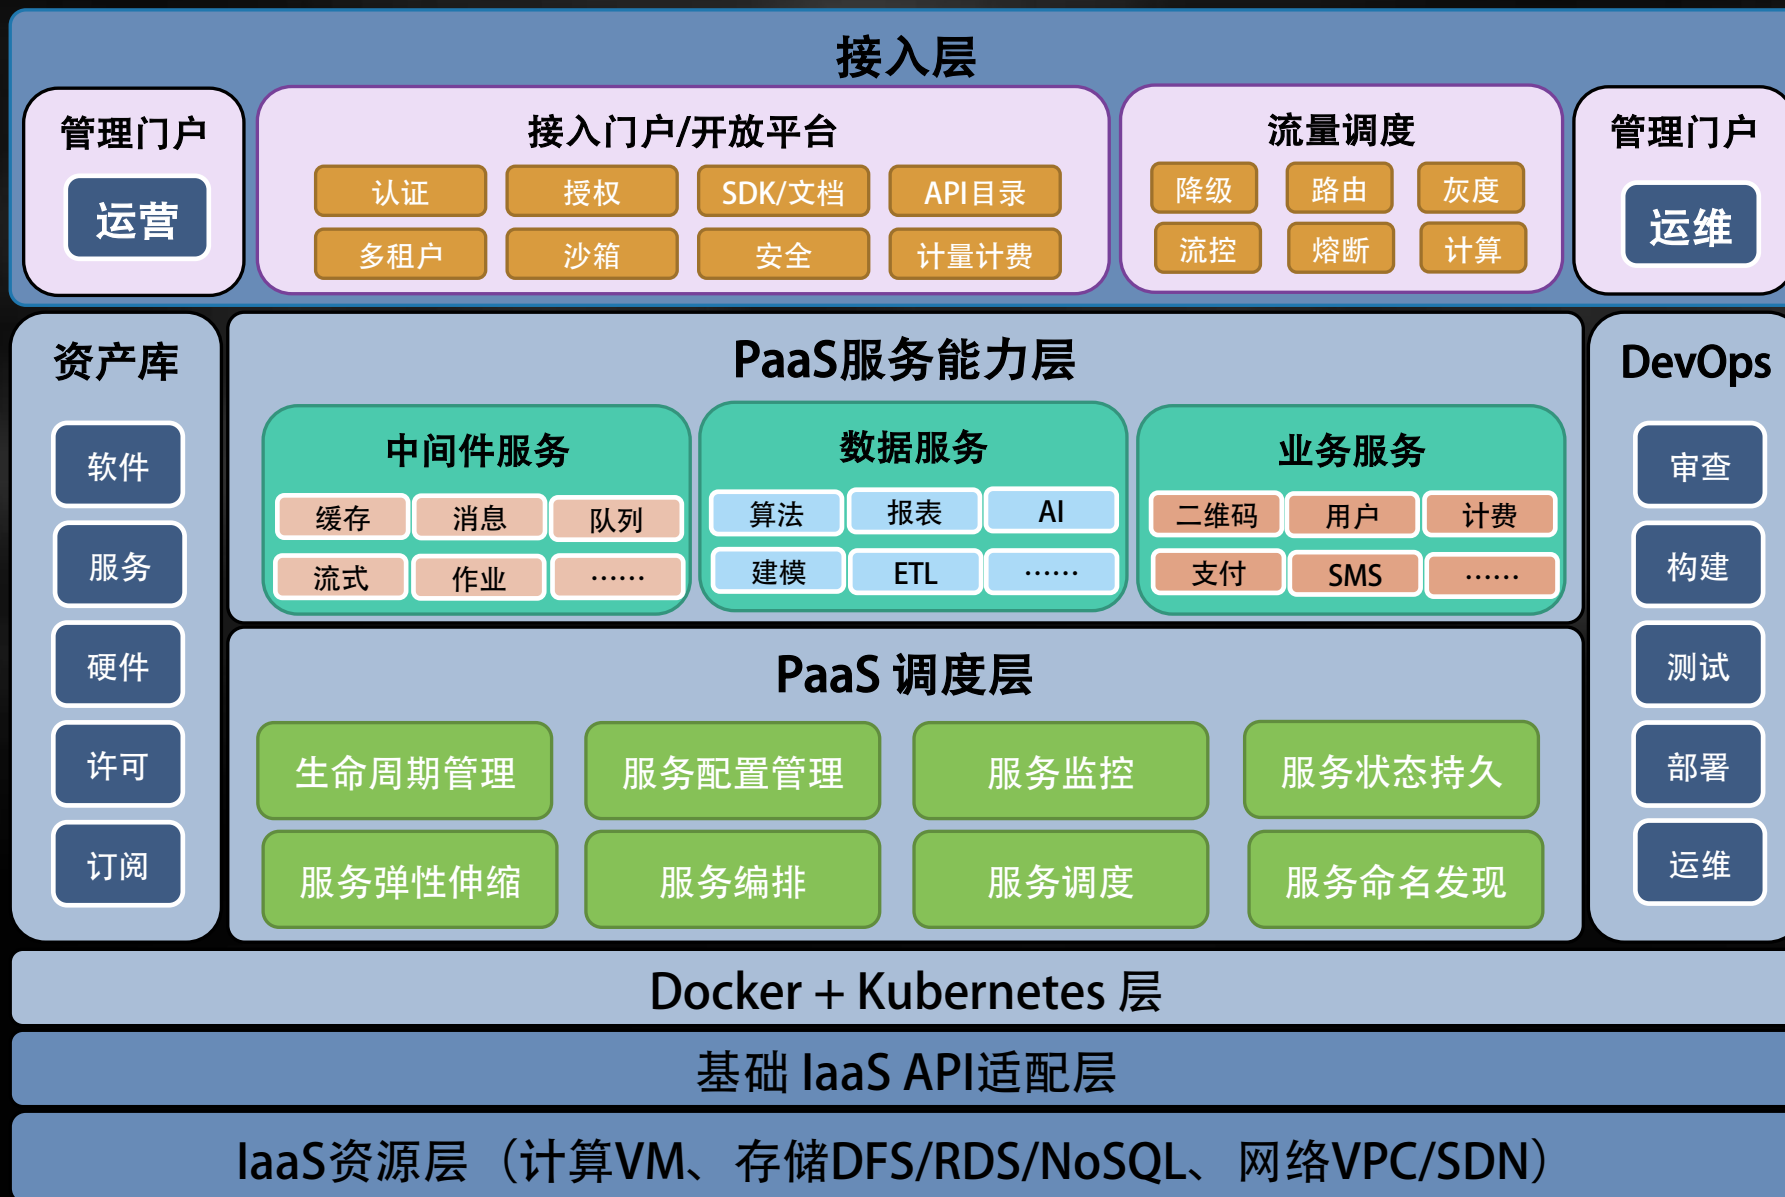 接入层
管理门户
运营
接入门户/开放平台
认证
授权
SDK/文档
API目录
多租户
沙箱
安全
计量计费
流量调度
降级
路由
灰度
流控
熔断
计算
管理门户
运维
资产库
软件
服务
硬件
许可
订阅
PaaS服务能力层
中间件服务
缓存
消息
队列
流式
作业
······
数据服务
算法
报表
AI
建模
ETL
······
业务服务
二维码
用户
计费
支付
SMS
······
PaaS 调度层
生命周期管理
服务配置管理
服务监控
服务状态持久
服务弹性伸缩
服务编排
服务调度
服务命名发现
DevOps
审查
构建
测试
部署
运维
Docker + Kubernetes 层
基础 IaaS API适配层
IaaS资源层（计算VM、存储DFS/RDS/NoSQL、网络VPC/SDN）